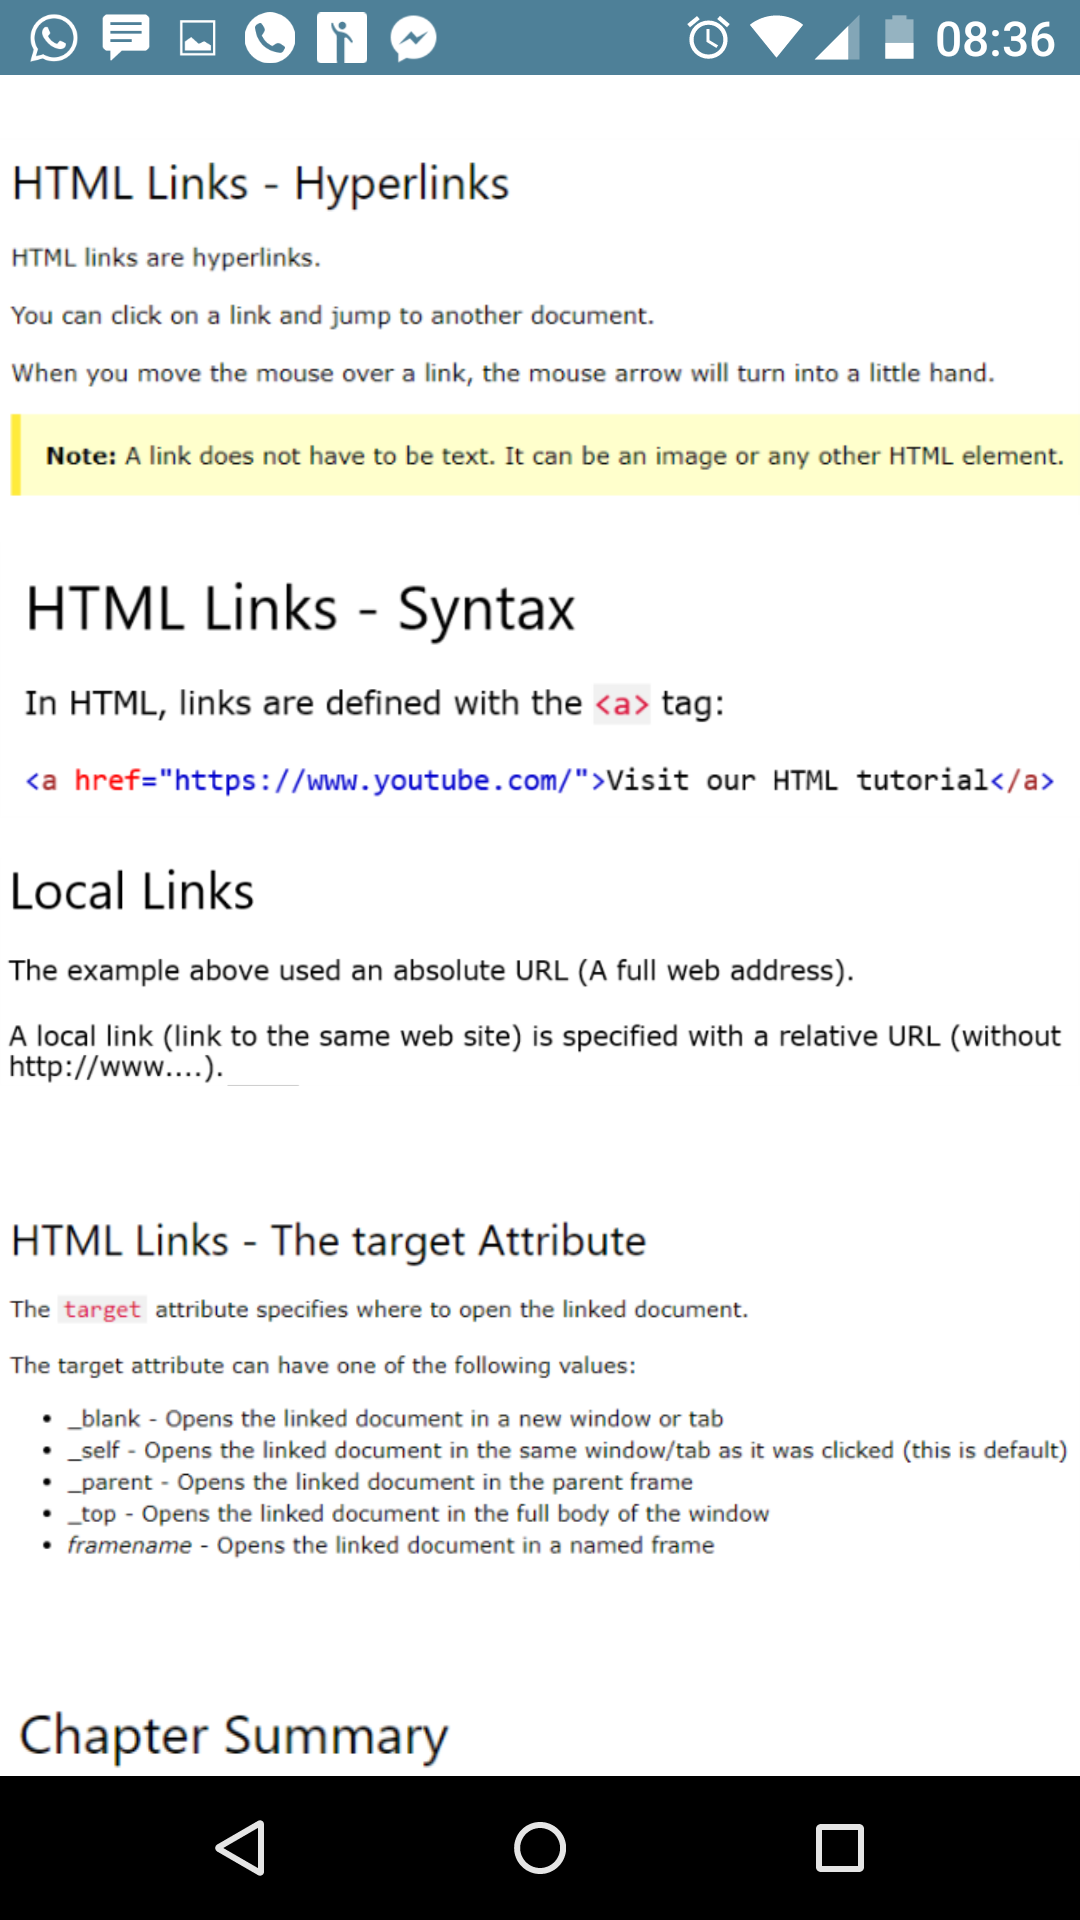 08:36
HTML Links - Hyperlinks
HTML links are hyperlinks.
You can click on a link and jump to another document.
When you move the mouse over a link, the mouse arrow will turn into a little hand.
Note: A link does not have to be text. It can be an image or any other HTML element.
HTML Links - Syntax
In HTML, links are defined with the <a> tag:
<a href="https://www.youtube.com/">Visit our HTML tutorial</a>
Local Links
The example above used an absolute URL (A full web address).
A local link (link to the same web site) is specified with a relative URL (without
http://www....).
HTML Links - The target Attribute
The target attribute specifies where to open the linked document.
The target attribute can have one of the following values:
• _blank - Opens the linked document in a new window or tab
• _self - Opens the linked document in the same window/tab as it was clicked (this is default)
• _parent - Opens the linked document in the parent frame
• _top - Opens the linked document in the full body of the window
• framename - Opens the linked document in a named frame
Chapter Summary